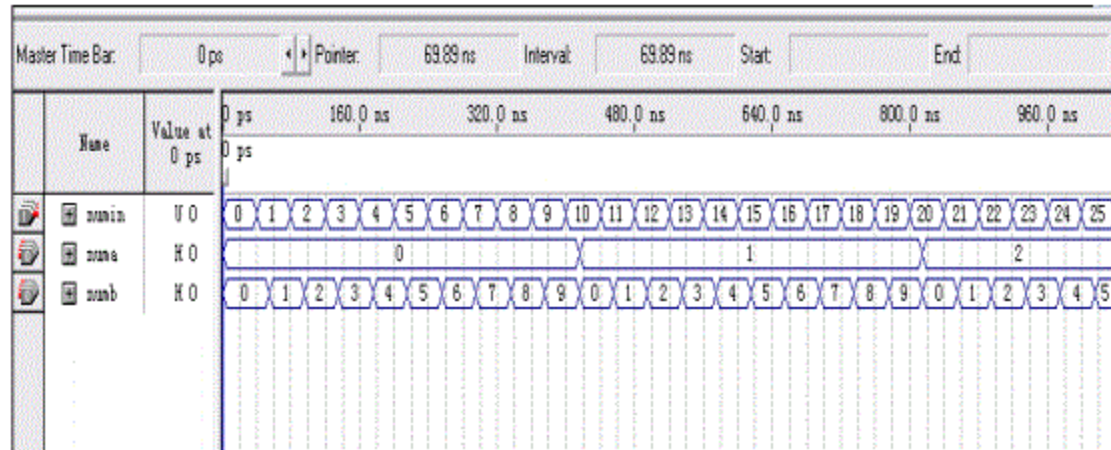 Master Time Bar: 0 ps Pointer: 69.89 ns Interval: 69.89 ns Start: End:
Name Value at 0 ps
0 ps 160.0 ns 320.0 ns 480.0 ns 640.0 ns 800.0 ns 960.0 ns
0 ps
numin U 0 0 1 2 3 4 5 6 7 8 9 10 11 12 13 14 15 16 17 18 19 20 21 22 23 24 25
numa H 0 0 1 2
numb H 0 0 1 2 3 4 5 6 7 8 9 0 1 2 3 4 5 6 7 8 9 0 1 2 3 4 5